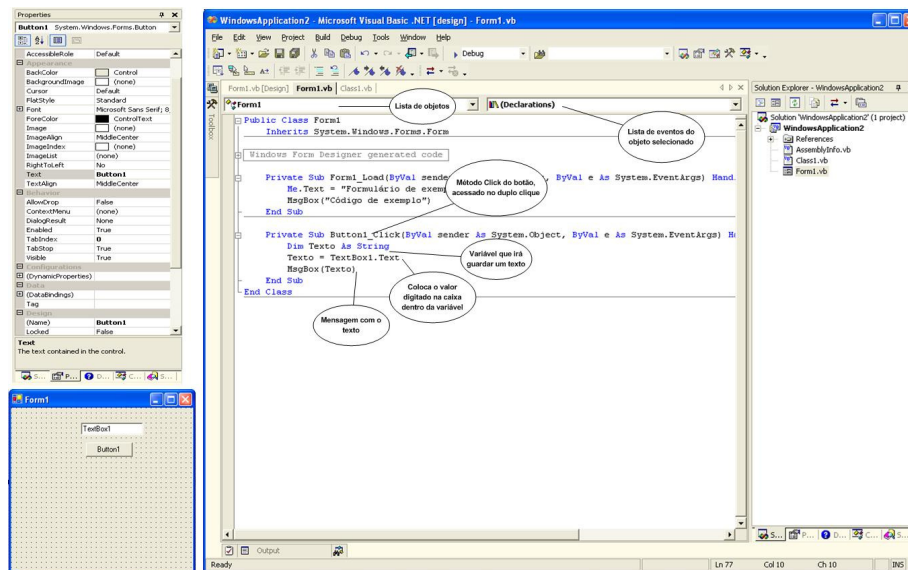 Properties
Button1 System.Windows.Forms.Button
AccessibleRole Default
Appearance
BackColor Control
BackgroundImage (none)
Cursor Default
FlatStyle Standard
Font Microsoft Sans Serif; 8,
ForeColor ControlText
Image (none)
ImageAlign MiddleCenter
ImageIndex (none)
ImageList (none)
RightToLeft No
Text Button1
TextAlign MiddleCenter
Behavior
AllowDrop False
ContextMenu (none)
DialogResult None
Enabled True
TabIndex 0
TabStop True
Visible True
Configurations
(DynamicProperties)
Data
(DataBindings)
Tag
Design
(Name) Button1
Locked False
Text
The text contained in the control.
S... P... D... C... S...
Form1
TextBox1
Button1
WindowsApplication2 - Microsoft Visual Basic .NET [design] - Form1.vb
File Edit View Project Build Debug Tools Window Help
Debug
Form1.vb [Design] Form1.vb Class1.vb
Toolbox
Form1 (Declarations)
Lista de objetos
Lista de eventos do
objeto selecionado
Public Class Form1
Inherits System.Windows.Forms.Form
Windows Form Designer generated code
Private Sub Form1_Load(ByVal sender , ByVal e As System.EventArgs) Hand
Me.Text = "Formulário de exemp
MsgBox("Código de exemplo")
End Sub
Método Click do botão,
acessado no duplo clique
Private Sub Button1_Click(ByVal sender As System.Object, ByVal e As System.EventArgs) Ha
Dim Texto As String
Texto = TextBox1.Text
MsgBox(Texto)
End Sub
End Class
Variável que irá
guardar um texto
Coloca o valor
digitado na caixa
dentro da variável
Mensagem com o
texto
Output
Ready Ln 77 Col 10 Ch 10 INS
Solution Explorer - WindowsApplication2
Solution 'WindowsApplication2' (1 project)
WindowsApplication2
References
AssemblyInfo.vb
Class1.vb
Form1.vb
S... P... D... C... S...